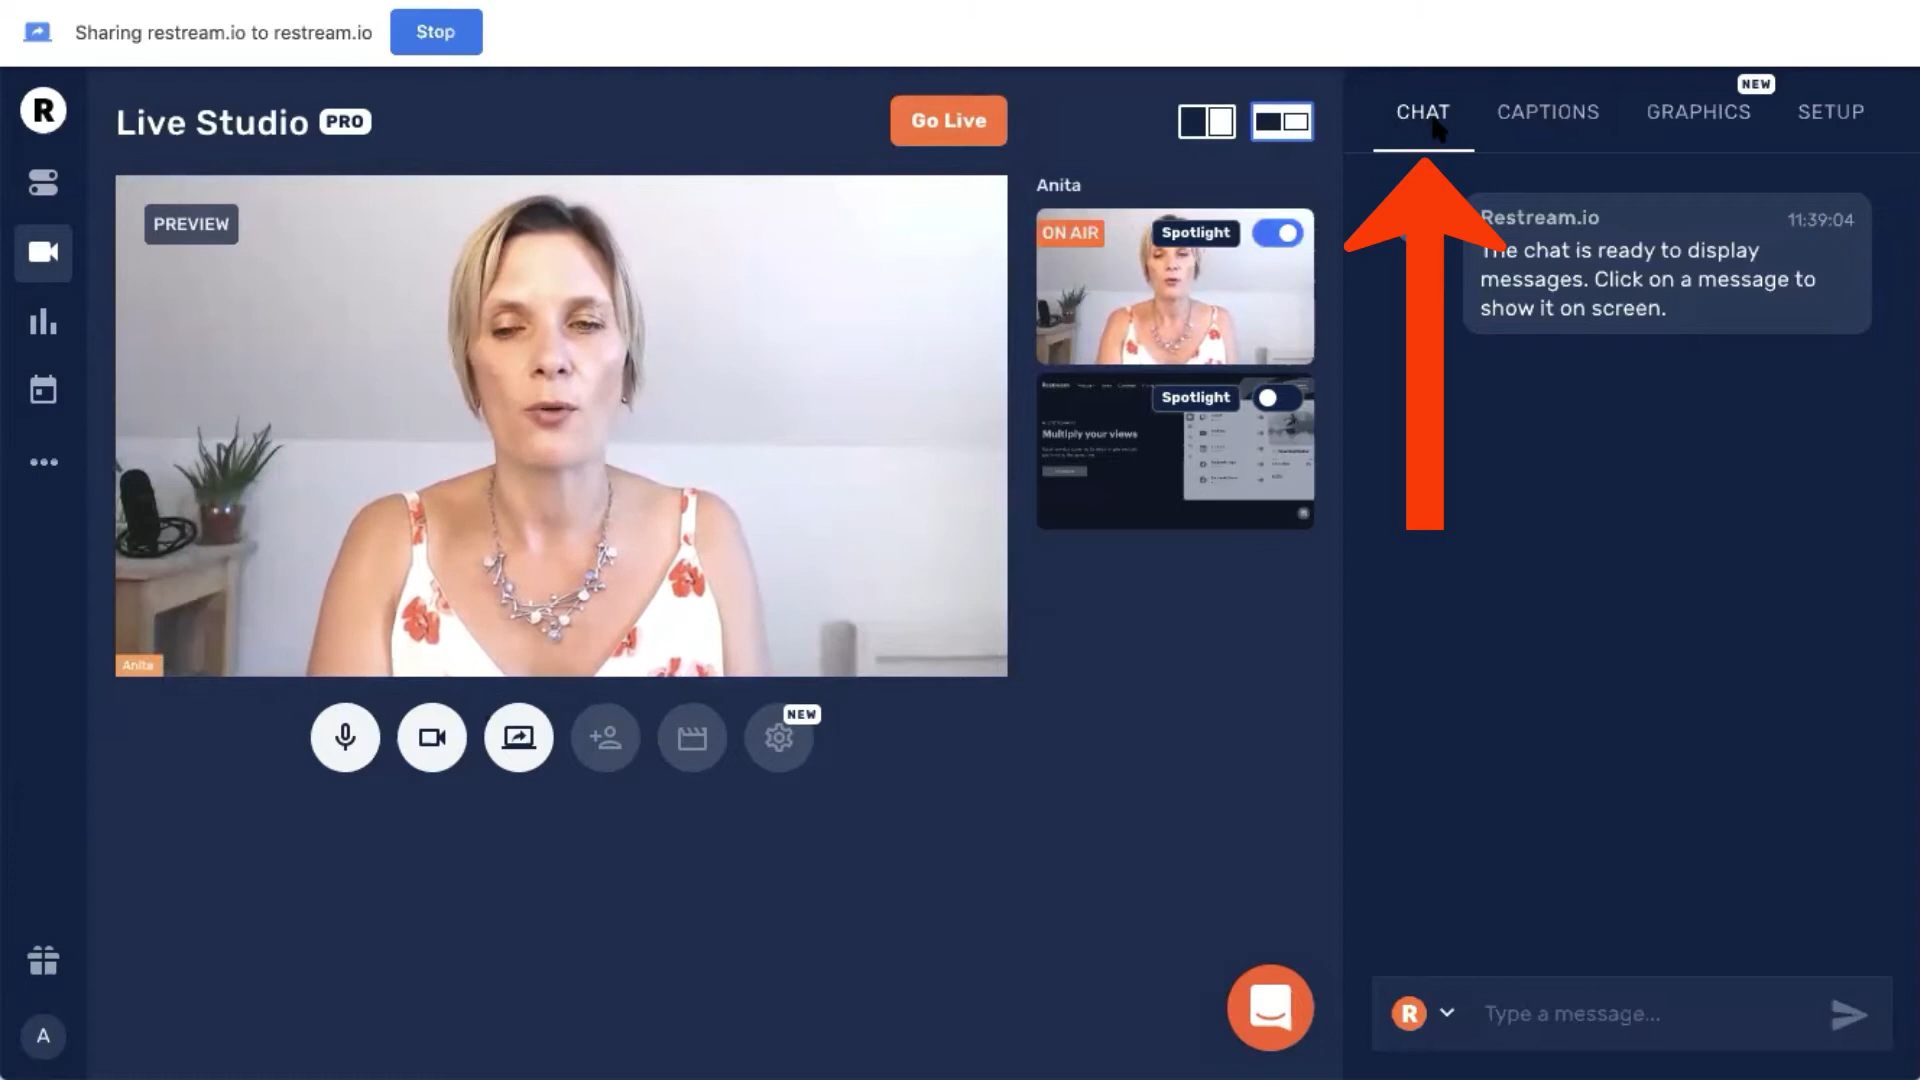 Sharing restream.io to restream.io
Stop
R
Live Studio PRO
Go Live
CHAT
CAPTIONS
NEW
GRAPHICS
SETUP
PREVIEW
Anita
Anita
ON AIR
Spotlight
Spotlight
Restream
Multiply your views
Restream.io
11:39:04
The chat is ready to display
messages. Click on a message to
show it on screen.
NEW
A
R
Type a message...